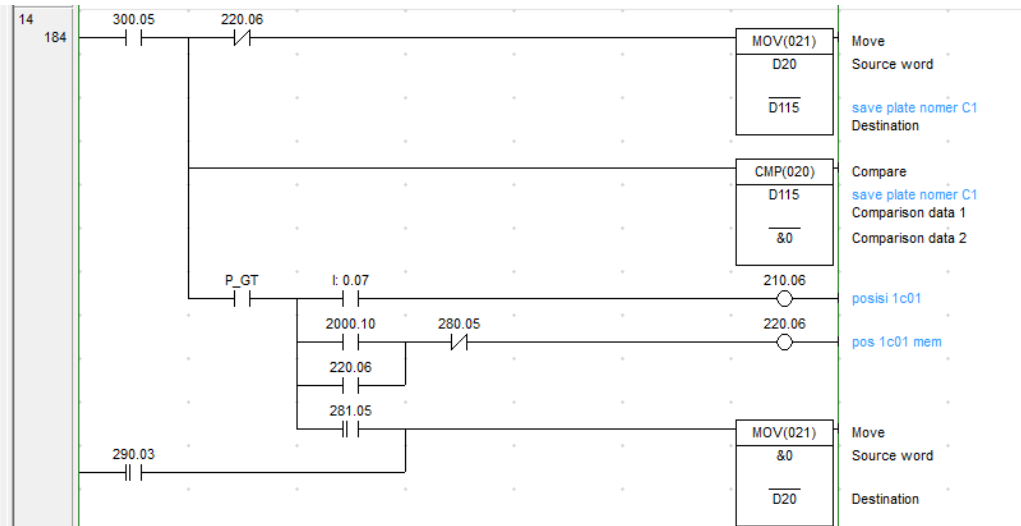 14 300.05 220.06
184
MOV(021) Move
D20 Source word
D115 save plate nomer C1
Destination
CMP(020) Compare
D115 save plate nomer C1
Comparison data 1
&0 Comparison data 2
P_GT I: 0.07 210.06
posisi 1c01
2000.10 280.05 220.06
pos 1c01 mem
220.06
281.05
MOV(021) Move
290.03 &0 Source word
D20 Destination